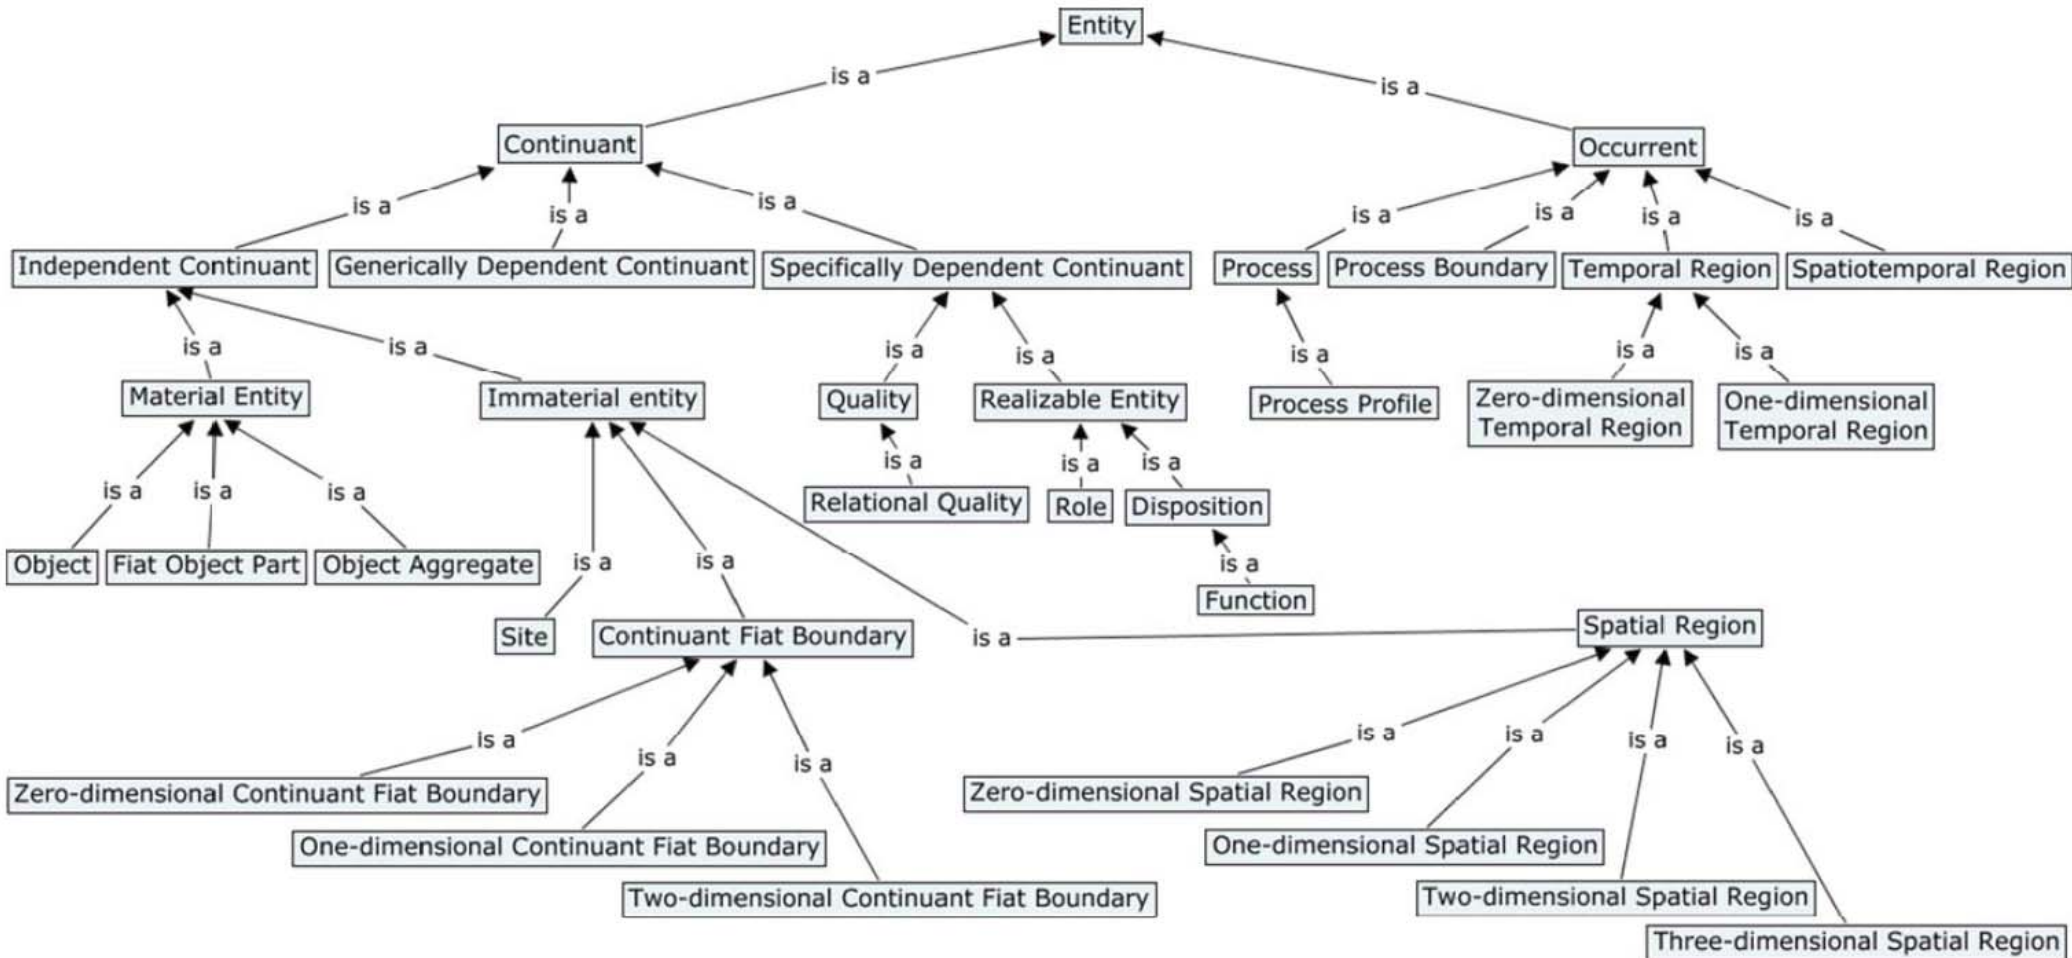 Entity
is a
is a
Continuant
Occurrent
is a
is a
is a
is a
is a
is a
is a
Independent Continuant
Generically Dependent Continuant
Specifically Dependent Continuant
Process
Process Boundary
Temporal Region
Spatiotemporal Region
is a
is a
is a
is a
is a
is a
is a
Material Entity
Immaterial entity
Quality
Realizable Entity
Process Profile
Zero-dimensional
Temporal Region
One-dimensional
Temporal Region
is a
is a
is a
is a
is a
is a
Relational Quality
Role
Disposition
Object
Fiat Object Part
Object Aggregate
is a
is a
is a
Function
Site
Continuant Fiat Boundary
is a
Spatial Region
is a
is a
is a
is a
is a
is a
is a
Zero-dimensional Continuant Fiat Boundary
Zero-dimensional Spatial Region
One-dimensional Continuant Fiat Boundary
One-dimensional Spatial Region
Two-dimensional Continuant Fiat Boundary
Two-dimensional Spatial Region
Three-dimensional Spatial Region